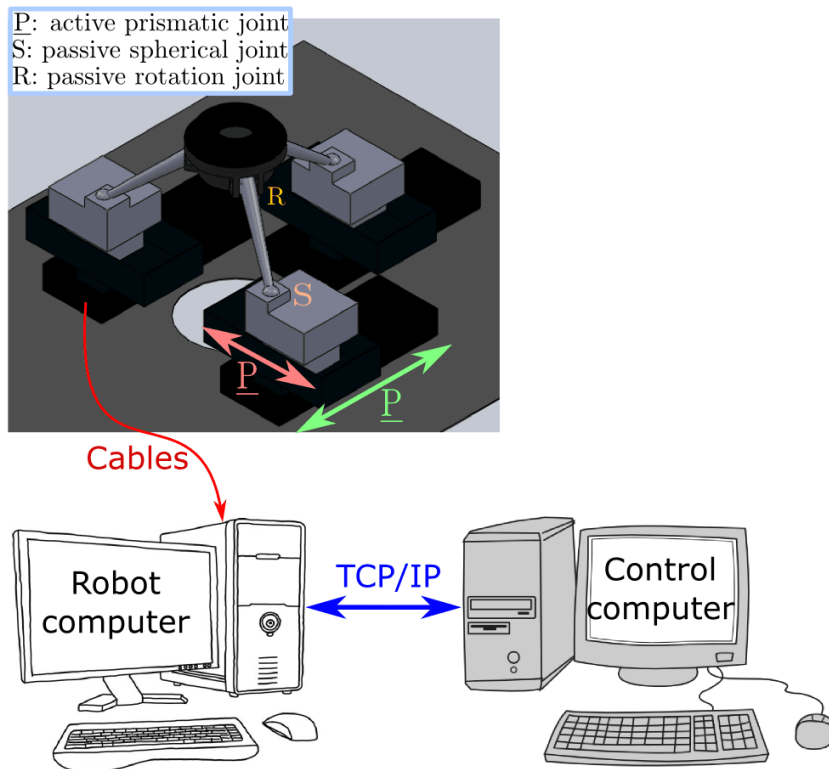 P: active prismatic joint
S: passive spherical joint
R: passive rotation joint
R
S
P
P
Cables
Robot
computer
TCP/IP
Control
computer